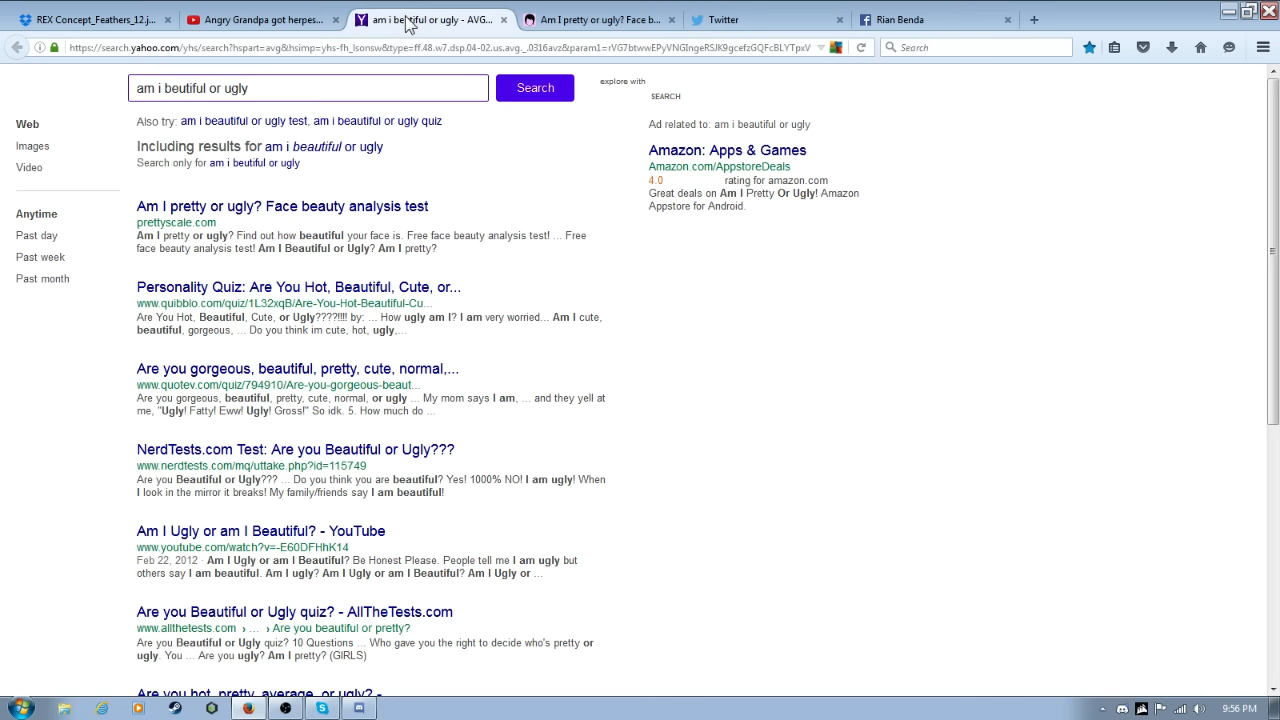 REX Concept_Feathers_12.j...
Angry Grandpa got herpes...
am i beutiful or ugly - AVG...
Am I pretty or ugly? Face b...
Twitter
Rian Benda
https://search.yahoo.com/yhs/search?hspart=avg&hsimp=yhs-fh_lsonsw&type=ff.48.w7.dsp.04-02.us.avg._.0316avz&param1=rVG7btwwEPyVNGIngeRSJK9gcefzGQFcBLYVxV
Search
am i beutiful or ugly
Search
explore with
SEARCH
Web
Images
Video
Anytime
Past day
Past week
Past month
Also try: am i beautiful or ugly test, am i beautiful or ugly quiz
Including results for am i beautiful or ugly
Search only for am i beutiful or ugly
Am I pretty or ugly? Face beauty analysis test
prettyscale.com
Am I pretty or ugly? Find out how beautiful your face is. Free face beauty analysis test! ... Free
face beauty analysis test! Am I Beautiful or Ugly? Am I pretty?
Personality Quiz: Are You Hot, Beautiful, Cute, or...
www.quibblo.com/quiz/1L32xqB/Are-You-Hot-Beautiful-Cu...
Are You Hot, Beautiful, Cute, or Ugly????!!!! by: ... How ugly am I? I am very worried... Am I cute,
beautiful, gorgeous, ... Do you think im cute, hot, ugly,...
Are you gorgeous, beautiful, pretty, cute, normal,...
www.quotev.com/quiz/794910/Are-you-gorgeous-beaut...
Are you gorgeous, beautiful, pretty, cute, normal, or ugly ... My mom says I am, ... and they yell at
me, "Ugly! Fatty! Eww! Ugly! Gross!" So idk. 5. How much do ...
NerdTests.com Test: Are you Beautiful or Ugly???
www.nerdtests.com/mq/uttake.php?id=115749
Are you Beautiful or Ugly??? ... Do you think you are beautiful? Yes! 1000% NO! I am ugly! When
I look in the mirror it breaks! My family/friends say I am beautiful!
Am I Ugly or am I Beautiful? - YouTube
www.youtube.com/watch?v=-E60DFHhK14
Feb 22, 2012 · Am I Ugly or am I Beautiful? Be Honest Please. People tell me I am ugly but
others say I am beautiful. Am I ugly? Am I Ugly or am I Beautiful? Am I Ugly or ...
Are you Beautiful or Ugly quiz? - AllTheTests.com
www.allthetests.com › ... › Are you beautiful or pretty?
Are you Beautiful or Ugly quiz? 10 Questions ... Who gave you the right to decide who's pretty or
ugly. You ... Are you ugly? Am I pretty? (GIRLS)
Are you hot, pretty, average, or ugly? -
Ad related to: am i beautiful or ugly
Amazon: Apps & Games
Amazon.com/AppstoreDeals
4.0 rating for amazon.com
Great deals on Am I Pretty Or Ugly! Amazon
Appstore for Android.
9:56 PM